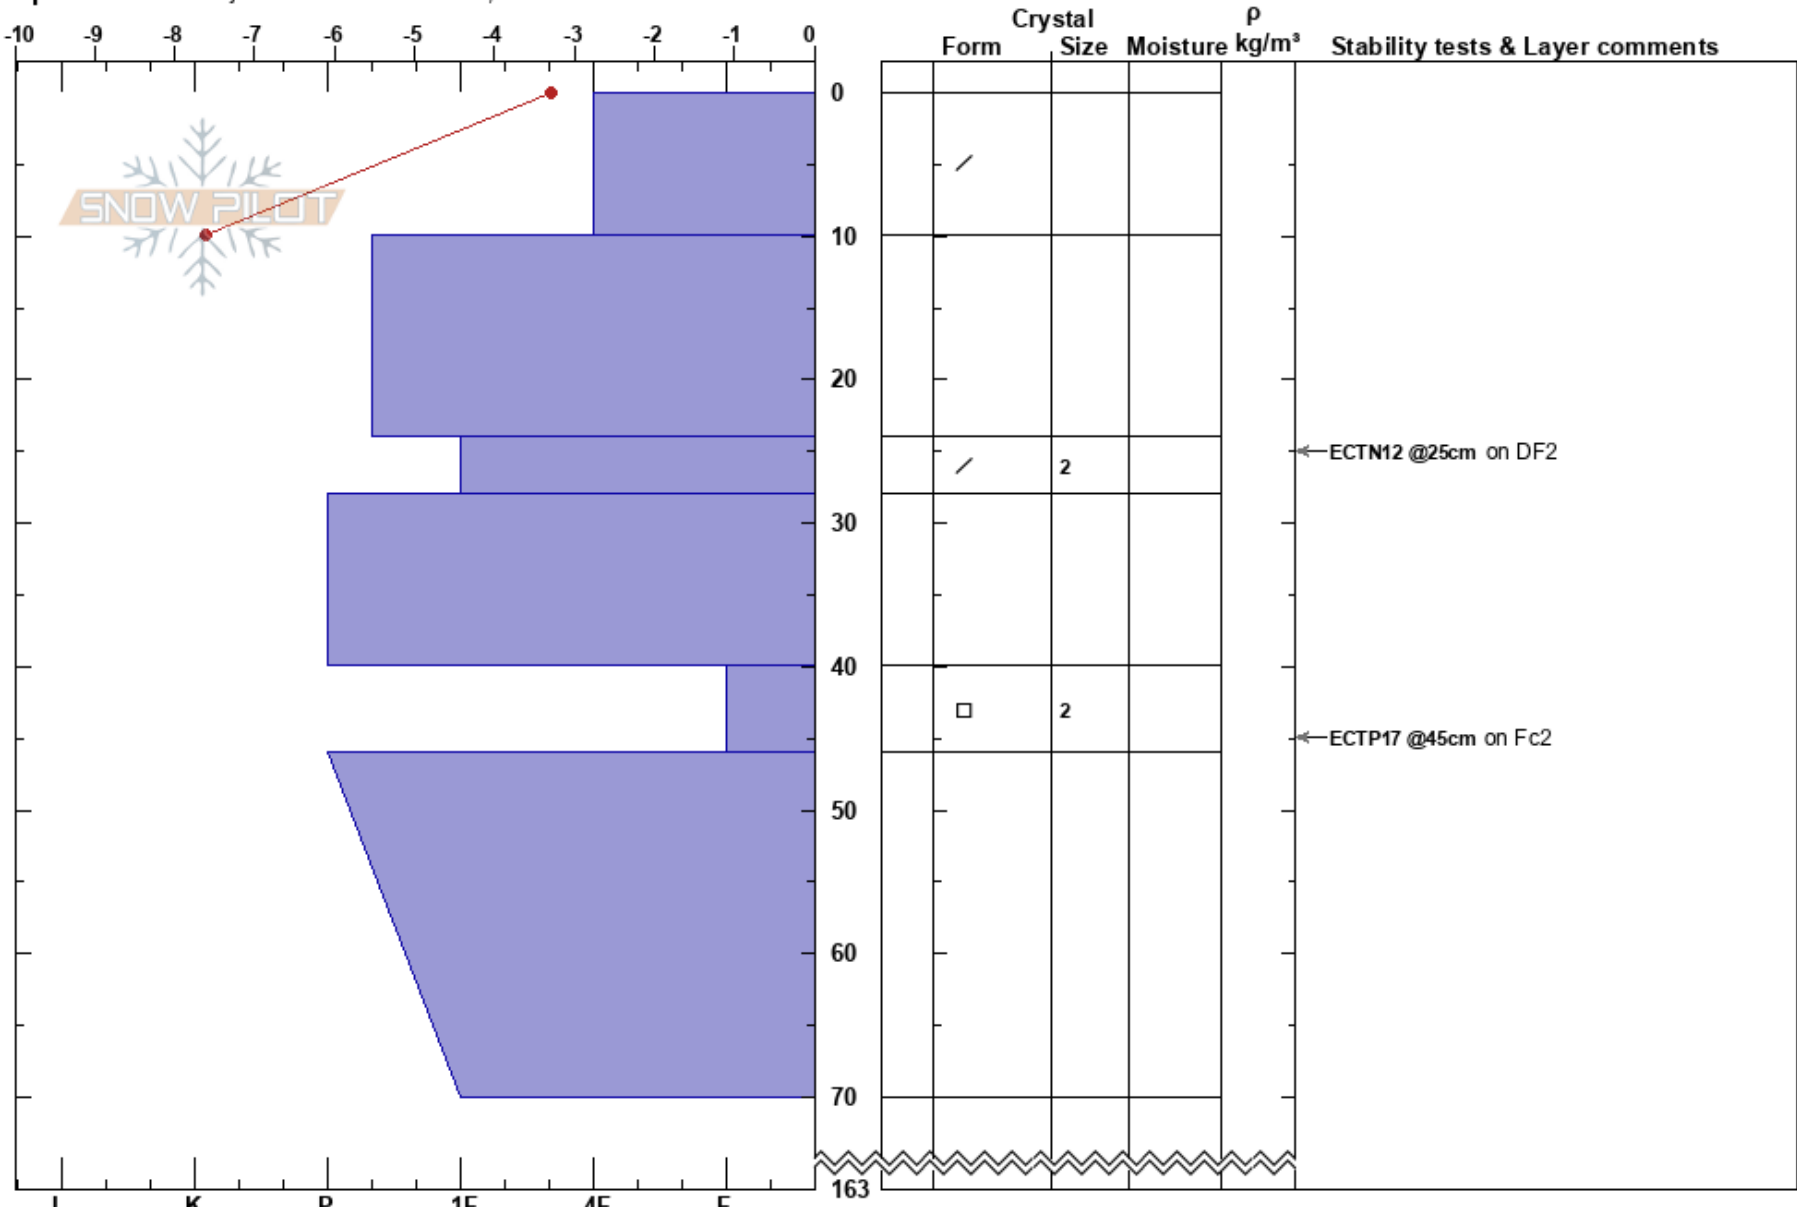 -10 -9 -8 -7 -6 -5 -4 -3 -2 -1 0
Crystal
Form Size Moisture ρ kg/m³ Stability tests & Layer comments
0
SNOW PILOT
10
20
ECTN12 @25cm on DF2
2
30
40
2
ECTP17 @45cm on Fc2
50
60
70
163